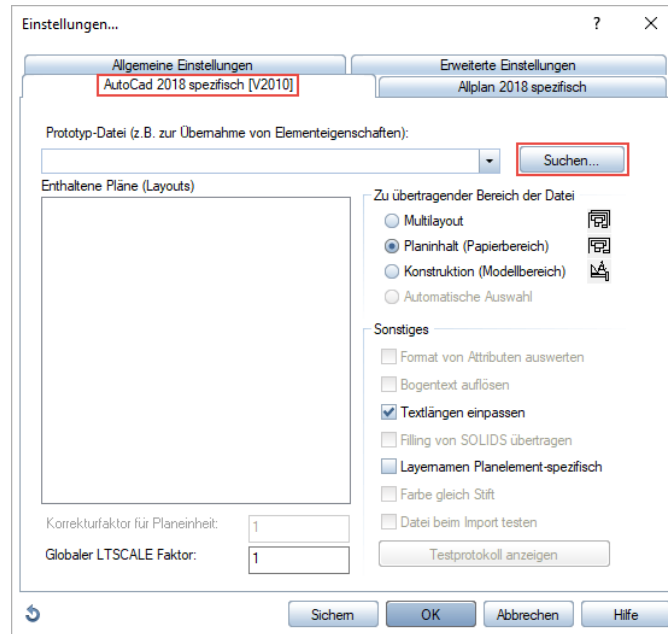 Einstellungen...
Allgemeine Einstellungen
Erweiterte Einstellungen
AutoCad 2018 spezifisch [V2010]
Allplan 2018 spezifisch
Prototyp-Datei (z.B. zur Übernahme von Elementeigenschaften):
Suchen...
Enthaltene Pläne (Layouts)
Zu übertragender Bereich der Datei
Multilayout
Planinhalt (Papierbereich)
Konstruktion (Modellbereich)
Automatische Auswahl
Sonstiges
Format von Attributen auswerten
Bogentext auflösen
Textlängen einpassen
Filling von SOLIDS übertragen
Layernamen Planelement-spezifisch
Farbe gleich Stift
Datei beim Import testen
Korrekturfaktor für Planeinheit: 1
Globaler LTSCALE Faktor: 1
Testprotokoll anzeigen
Sichern
OK
Abbrechen
Hilfe